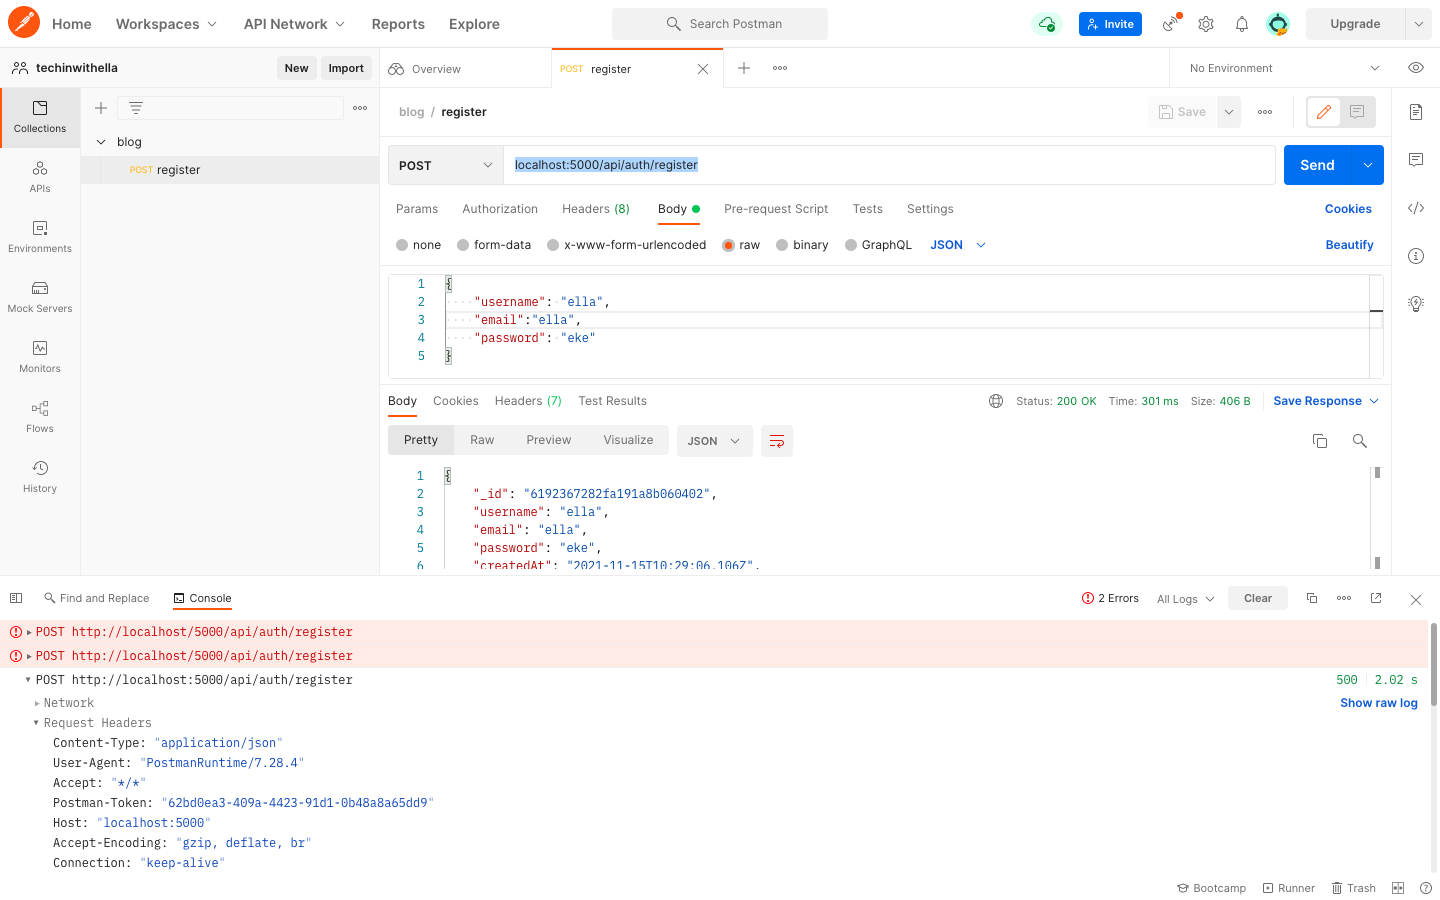 Home Workspaces API Network Reports Explore Search Postman Invite Upgrade
techinwithella New Import Overview POST register No Environment
Collections
APIs
Environments
Mock Servers
Monitors
Flows
History
blog
POST register
blog / register Save
POST localhost:5000/api/auth/register Send
Params Authorization Headers (8) Body Pre-request Script Tests Settings Cookies
none form-data x-www-form-urlencoded raw binary GraphQL JSON Beautify
1 {
2 "username": "ella",
3 "email":"ella",
4 "password": "eke"
5 }
Body Cookies Headers (7) Test Results Status: 200 OK Time: 301 ms Size: 406 B Save Response
Pretty Raw Preview Visualize JSON
1 {
2 "_id": "6192367282fa191a8b060402",
3 "username": "ella",
4 "email": "ella",
5 "password": "eke",
6 "createdAt": "2021-11-15T10:29:06.106Z",
Find and Replace Console 2 Errors All Logs Clear
POST http://localhost/5000/api/auth/register
POST http://localhost/5000/api/auth/register
POST http://localhost:5000/api/auth/register 500 2.02 s
Network Show raw log
Request Headers
Content-Type: "application/json"
User-Agent: "PostmanRuntime/7.28.4"
Accept: "*/*"
Postman-Token: "62bd0ea3-409a-4423-91d1-0b48a8a65dd9"
Host: "localhost:5000"
Accept-Encoding: "gzip, deflate, br"
Connection: "keep-alive"
Bootcamp Runner Trash